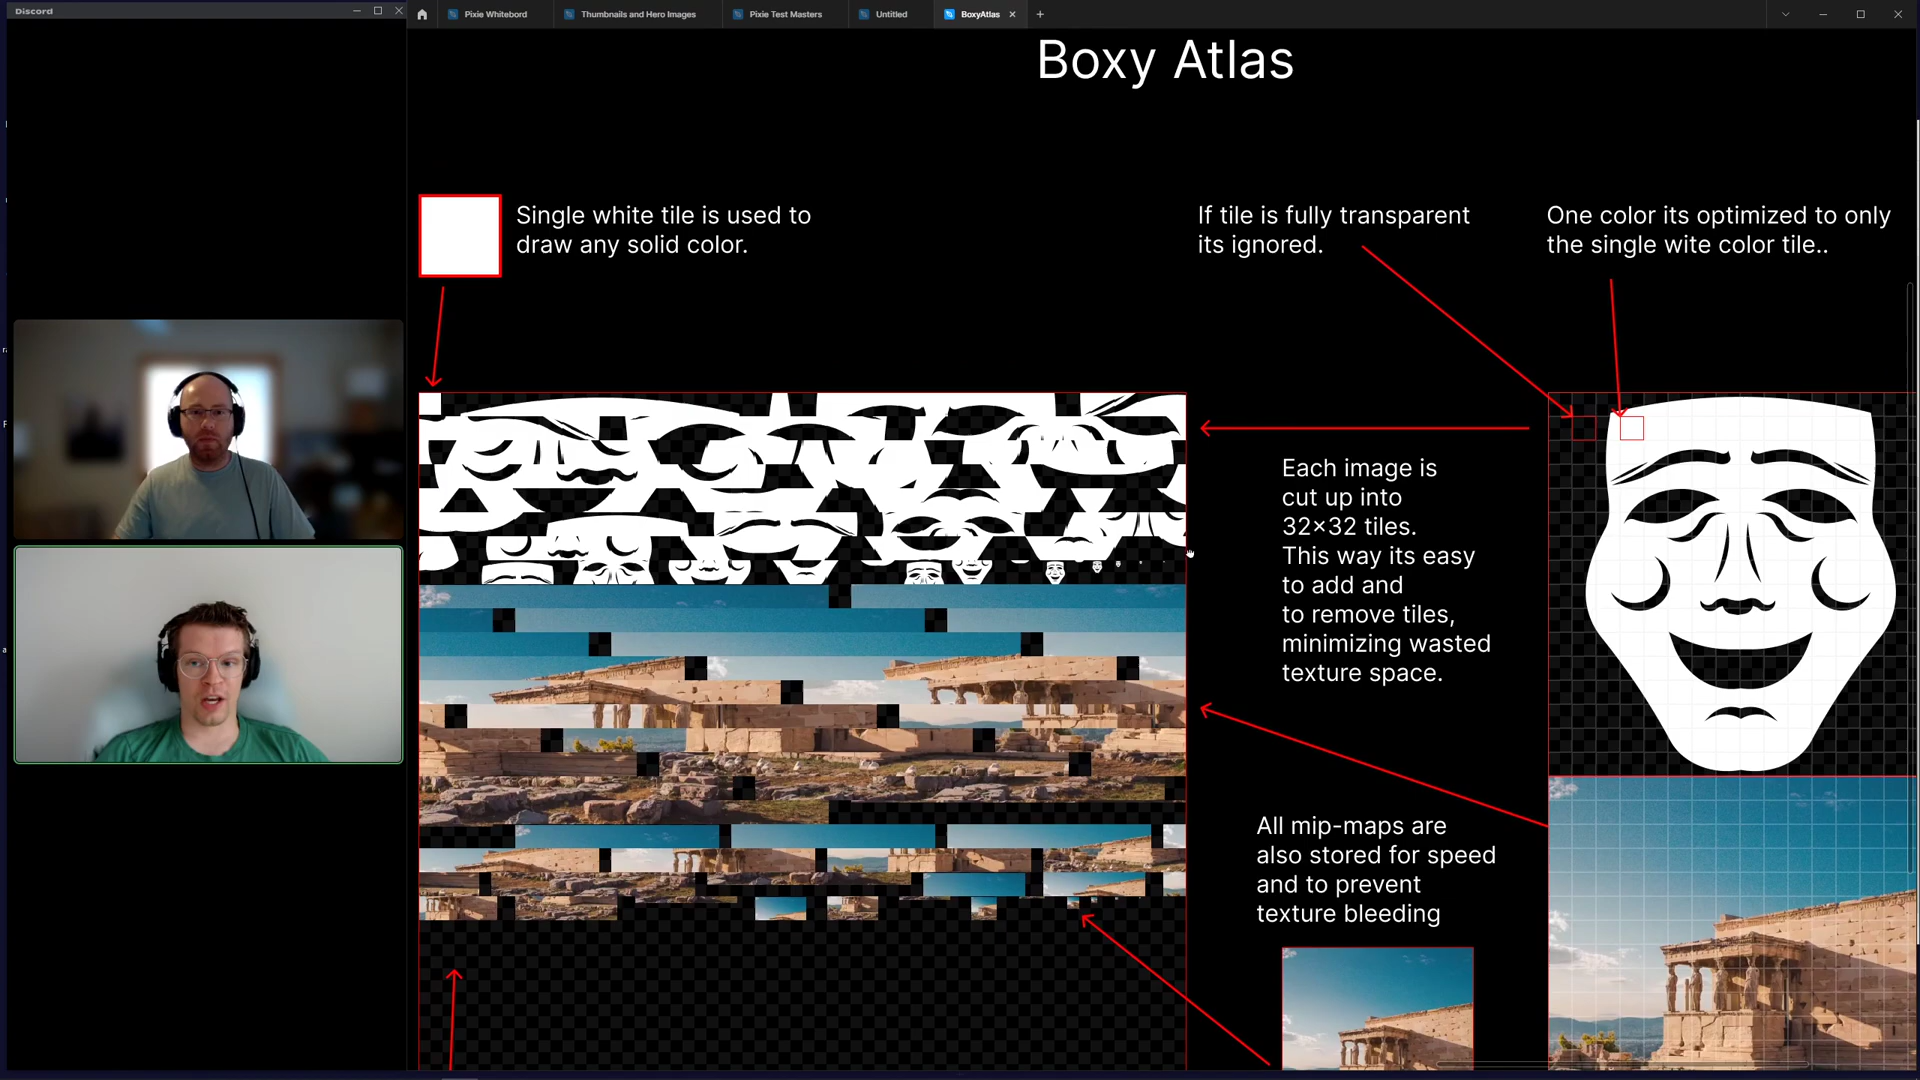 Discord
Pixie Whitebord
Thumbnails and Hero Images
Pixie Test Masters
Untitled
BoxyAtlas
Boxy Atlas
Single white tile is used to
draw any solid color.
If tile is fully transparent
its ignored.
One color its optimized to only
the single wite color tile..
Each image is
cut up into
32×32 tiles.
This way its easy
to add and
to remove tiles,
minimizing wasted
texture space.
All mip-maps are
also stored for speed
and to prevent
texture bleeding